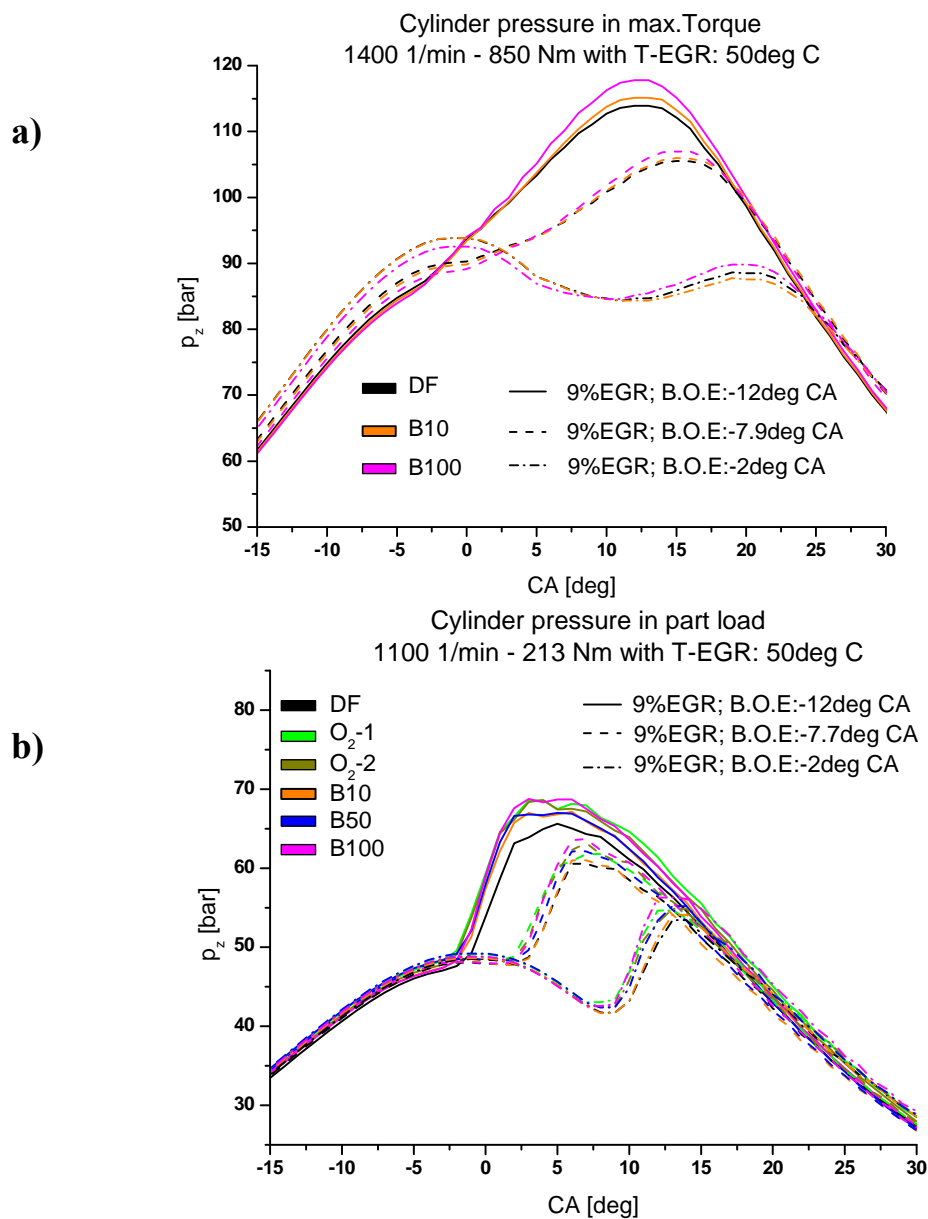 a)
Cylinder pressure in max.Torque
1400 1/min - 850 Nm with T-EGR: 50deg C
120
110
100
90
80
70
60
50
p_z [bar]
DF
B10
B100
9%EGR; B.O.E:-12deg CA
9%EGR; B.O.E:-7.9deg CA
9%EGR; B.O.E:-2deg CA
-15 -10 -5 0 5 10 15 20 25 30
CA [deg]
b)
Cylinder pressure in part load
1100 1/min - 213 Nm with T-EGR: 50deg C
80
70
60
50
40
30
p_z [bar]
DF
O₂-1
O₂-2
B10
B50
B100
9%EGR; B.O.E:-12deg CA
9%EGR; B.O.E:-7.7deg CA
9%EGR; B.O.E:-2deg CA
-15 -10 -5 0 5 10 15 20 25 30
CA [deg]